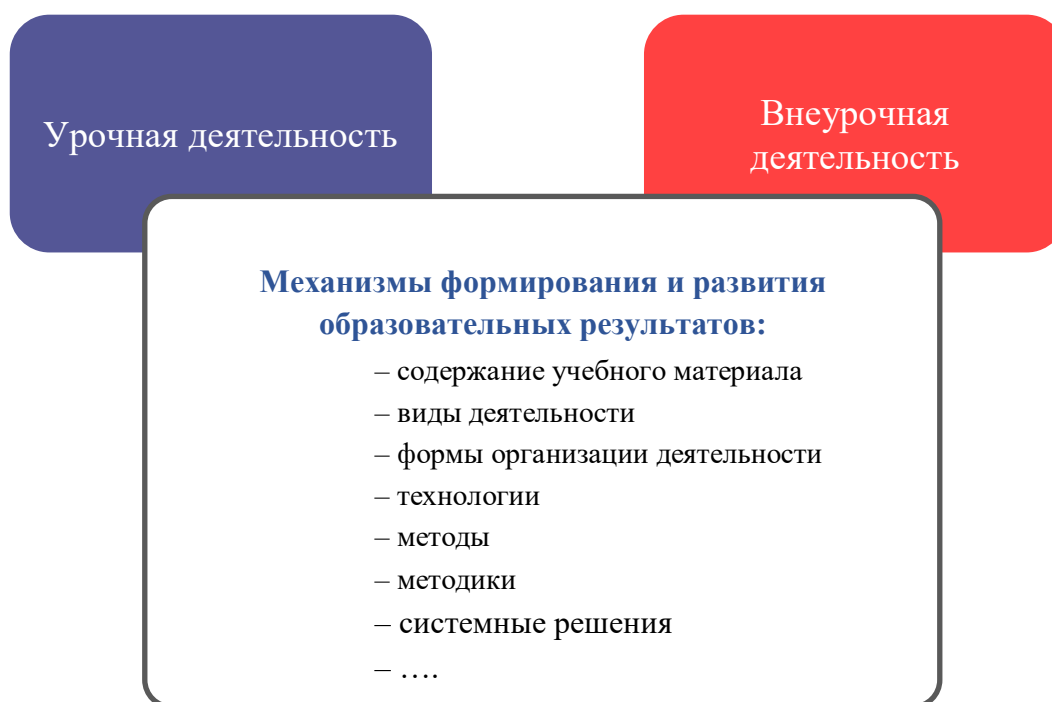 Урочная деятельность
Внеурочная
деятельность
Механизмы формирования и развития
образовательных результатов:
– содержание учебного материала
– виды деятельности
– формы организации деятельности
– технологии
– методы
– методики
– системные решения
– ….